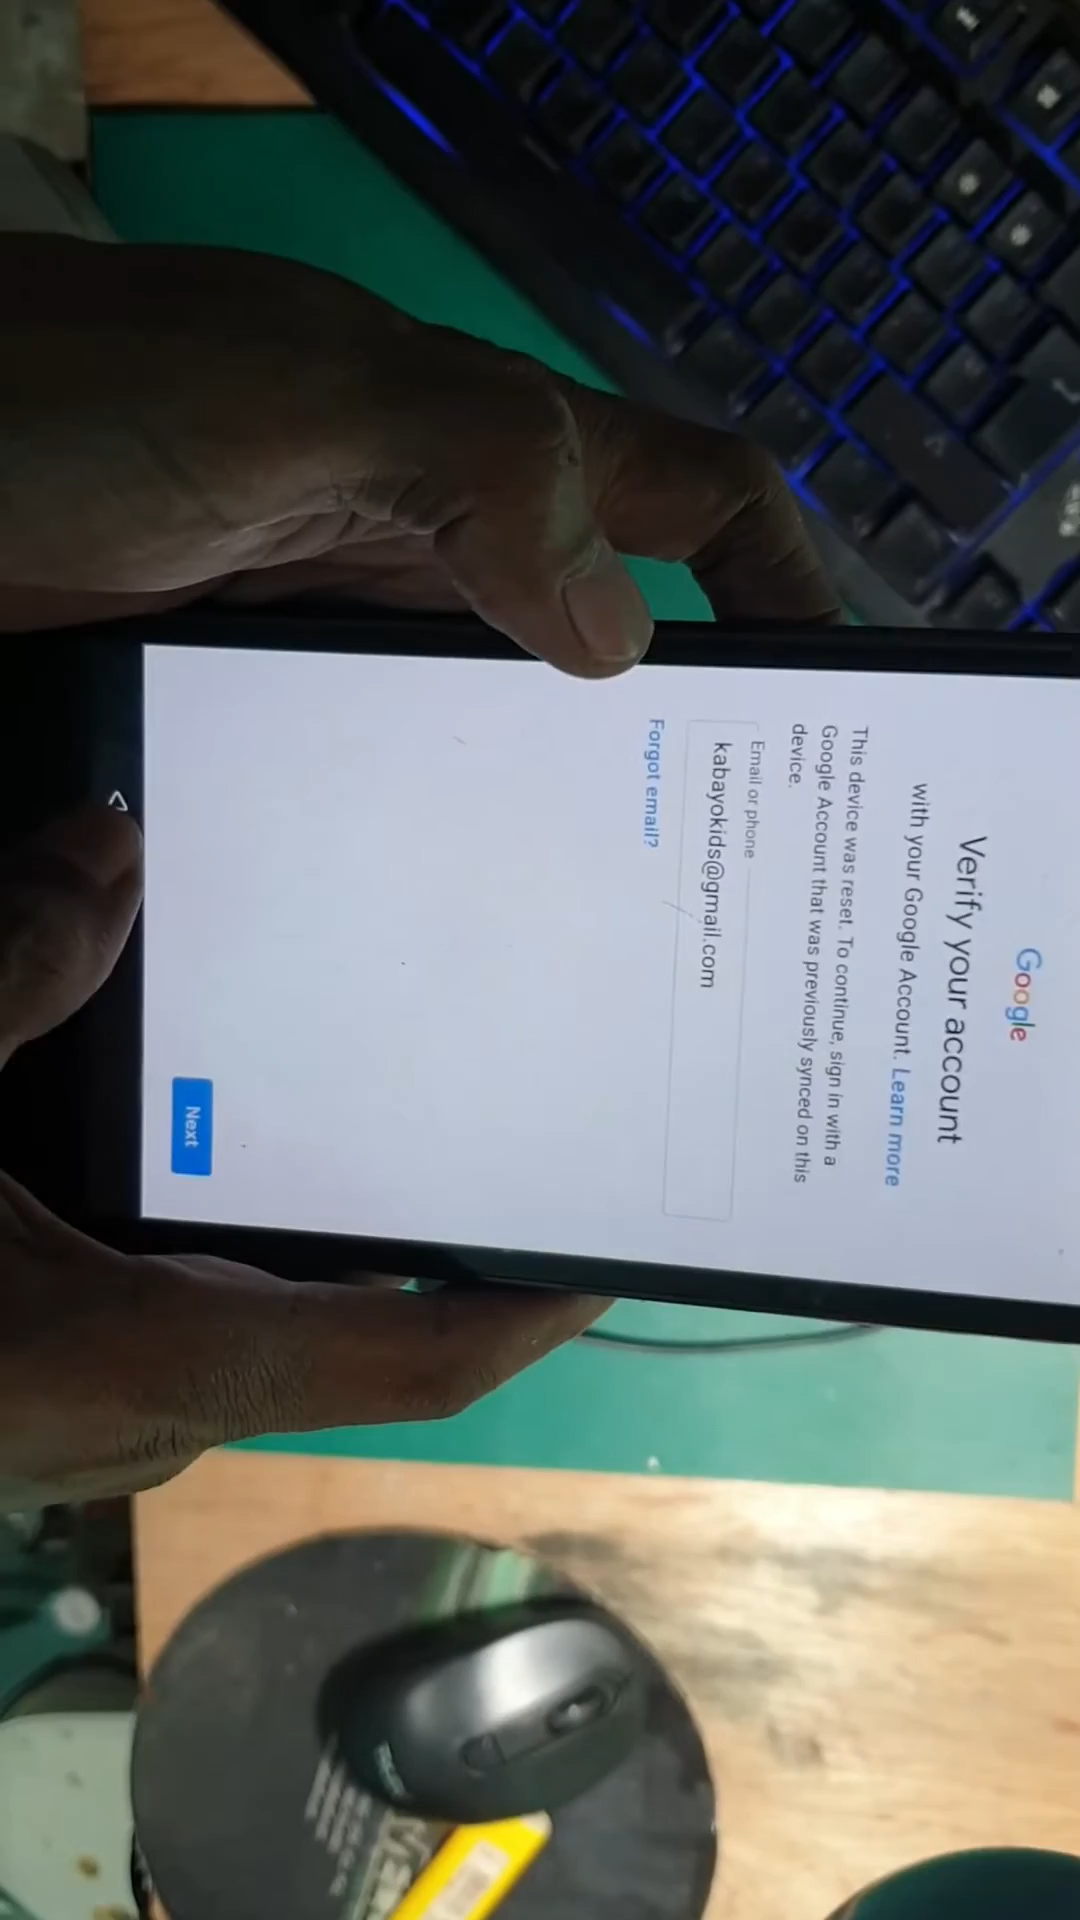 Google
Verify your account
with your Google Account. Learn more
This device was reset. To continue, sign in with a
Google Account that was previously synced on this
device.
Email or phone
kabayokids@gmail.com
Forgot email?
Next